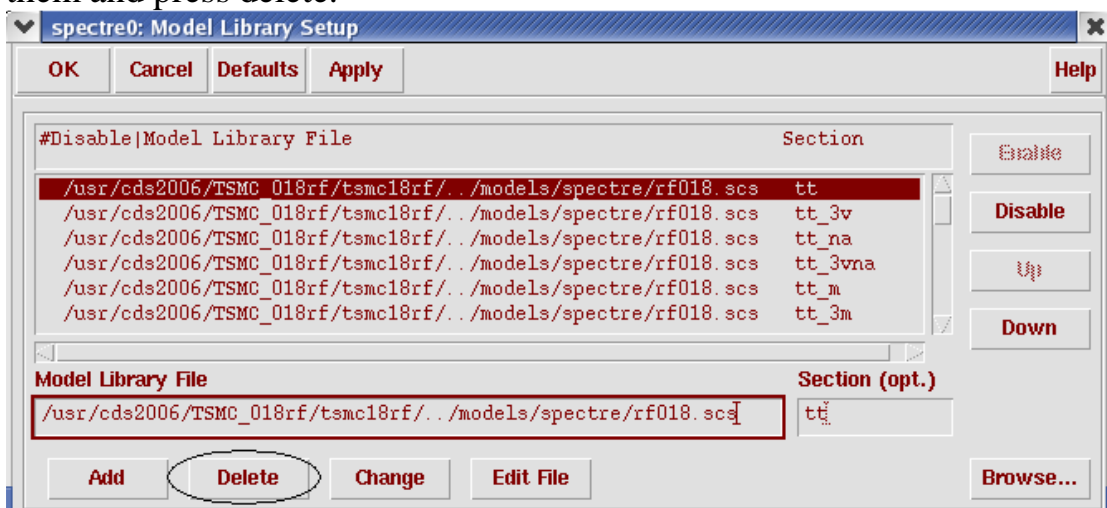 them and press delete.
spectre0: Model Library Setup
OK Cancel Defaults Apply Help
#Disable|Model Library File Section
Enable
/usr/cds2006/TSMC_018rf/tsmc18rf/../models/spectre/rf018.scs tt
/usr/cds2006/TSMC_018rf/tsmc18rf/../models/spectre/rf018.scs tt_3v
Disable
/usr/cds2006/TSMC_018rf/tsmc18rf/../models/spectre/rf018.scs tt_na
/usr/cds2006/TSMC_018rf/tsmc18rf/../models/spectre/rf018.scs tt_3vna
Up
/usr/cds2006/TSMC_018rf/tsmc18rf/../models/spectre/rf018.scs tt_m
/usr/cds2006/TSMC_018rf/tsmc18rf/../models/spectre/rf018.scs tt_3m
Down
Model Library File Section (opt.)
/usr/cds2006/TSMC_018rf/tsmc18rf/../models/spectre/rf018.scs tt
Add Delete Change Edit File Browse...